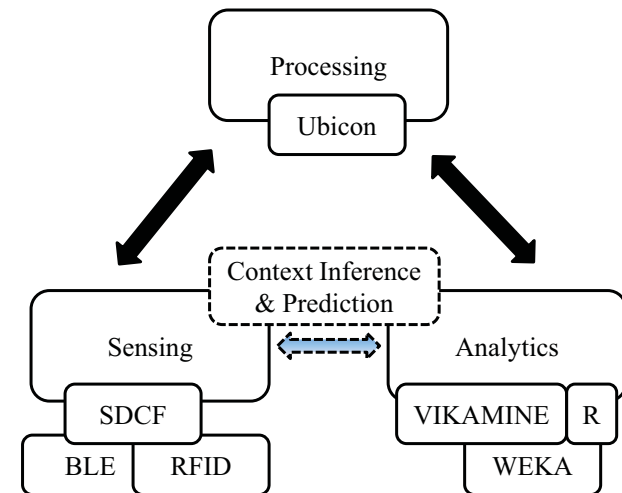 Processing
Ubicon
Context Inference
& Prediction
Sensing
Analytics
SDCF
VIKAMINE
R
BLE
RFID
WEKA